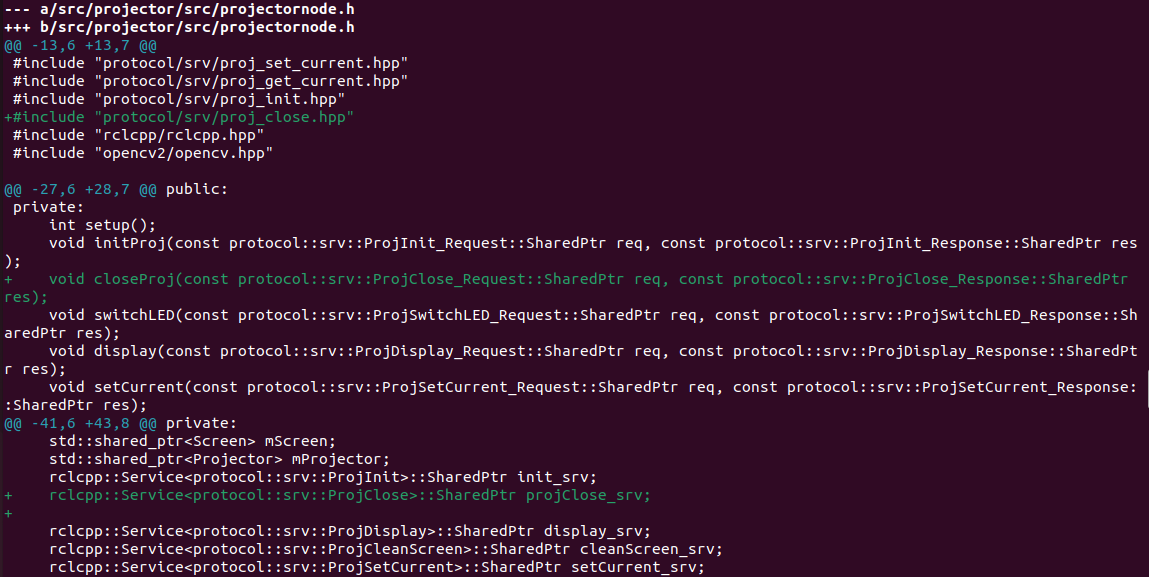 --- a/src/projector/src/projectornode.h
+++ b/src/projector/src/projectornode.h
@@ -13,6 +13,7 @@
 #include "protocol/srv/proj_set_current.hpp"
 #include "protocol/srv/proj_get_current.hpp"
 #include "protocol/srv/proj_init.hpp"
+#include "protocol/srv/proj_close.hpp"
 #include "rclcpp/rclcpp.hpp"
 #include "opencv2/opencv.hpp"
@@ -27,6 +28,7 @@ public:
 private:
     int setup();
     void initProj(const protocol::srv::ProjInit_Request::SharedPtr req, const protocol::srv::ProjInit_Response::SharedPtr res
);
+    void closeProj(const protocol::srv::ProjClose_Request::SharedPtr req, const protocol::srv::ProjClose_Response::SharedPtr
res);
     void switchLED(const protocol::srv::ProjSwitchLED_Request::SharedPtr req, const protocol::srv::ProjSwitchLED_Response::Sh
aredPtr res);
     void display(const protocol::srv::ProjDisplay_Request::SharedPtr req, const protocol::srv::ProjDisplay_Response::SharedPt
r res);
     void setCurrent(const protocol::srv::ProjSetCurrent_Request::SharedPtr req, const protocol::srv::ProjSetCurrent_Response:
:SharedPtr res);
@@ -41,6 +43,8 @@ private:
     std::shared_ptr<Screen> mScreen;
     std::shared_ptr<Projector> mProjector;
     rclcpp::Service<protocol::srv::ProjInit>::SharedPtr init_srv;
+    rclcpp::Service<protocol::srv::ProjClose>::SharedPtr projClose_srv;
+
     rclcpp::Service<protocol::srv::ProjDisplay>::SharedPtr display_srv;
     rclcpp::Service<protocol::srv::ProjCleanScreen>::SharedPtr cleanScreen_srv;
     rclcpp::Service<protocol::srv::ProjSetCurrent>::SharedPtr setCurrent_srv;